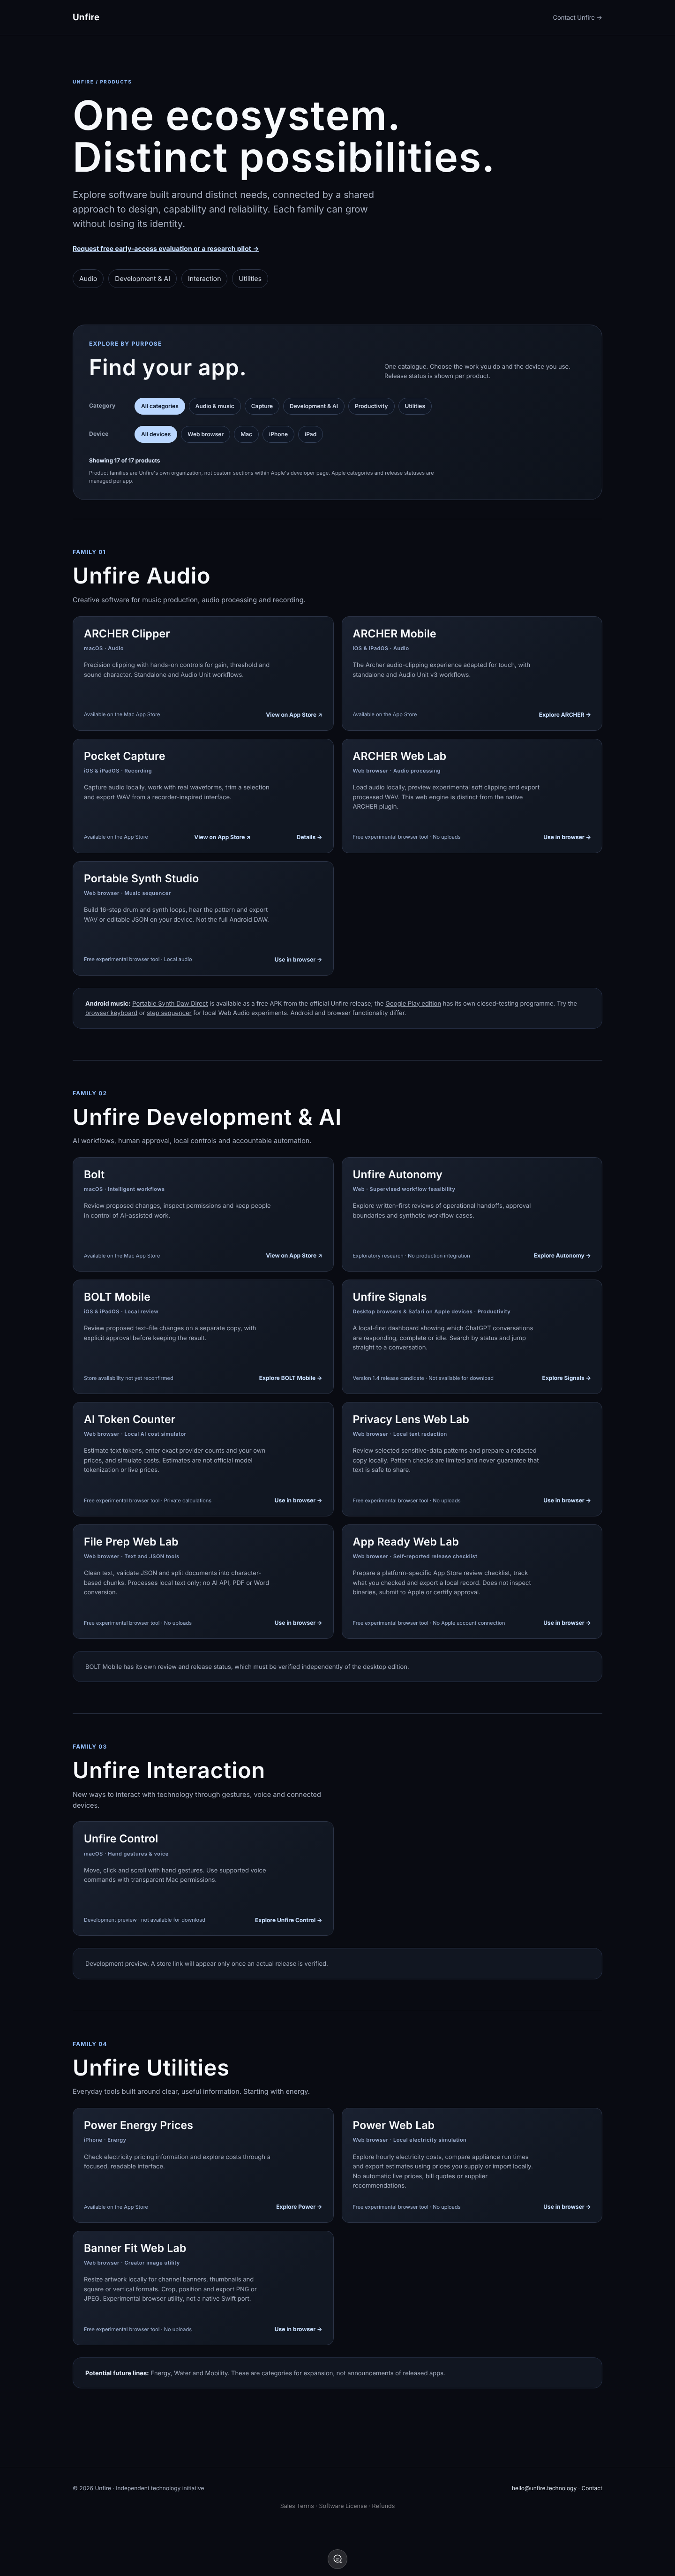 Unfire
Contact Unfire →
UNFIRE / PRODUCTS
One ecosystem.
Distinct possibilities.
Explore software built around distinct needs, connected by a shared
approach to design, capability and reliability. Each family can grow
without losing its identity.
Request free early-access evaluation or a research pilot →
Audio
Development & AI
Interaction
Utilities
EXPLORE BY PURPOSE
Find your app.
One catalogue. Choose the work you do and the device you use.
Release status is shown per product.
Category
All categories
Audio & music
Capture
Development & AI
Productivity
Utilities
Device
All devices
Web browser
Mac
iPhone
iPad
Showing 17 of 17 products
Product families are Unfire's own organization, not custom sections within Apple's developer page. Apple categories and release statuses are
managed per app.
FAMILY 01
Unfire Audio
Creative software for music production, audio processing and recording.
ARCHER Clipper
macOS · Audio
Precision clipping with hands-on controls for gain, threshold and
sound character. Standalone and Audio Unit workflows.
Available on the Mac App Store
View on App Store ↗
ARCHER Mobile
iOS & iPadOS · Audio
The Archer audio-clipping experience adapted for touch, with
standalone and Audio Unit v3 workflows.
Available on the App Store
Explore ARCHER →
Pocket Capture
iOS & iPadOS · Recording
Capture audio locally, work with real waveforms, trim a selection
and export WAV from a recorder-inspired interface.
Available on the App Store
View on App Store ↗
Details →
ARCHER Web Lab
Web browser · Audio processing
Load audio locally, preview experimental soft clipping and export
processed WAV. This web engine is distinct from the native
ARCHER plugin.
Free experimental browser tool · No uploads
Use in browser →
Portable Synth Studio
Web browser · Music sequencer
Build 16-step drum and synth loops, hear the pattern and export
WAV or editable JSON on your device. Not the full Android DAW.
Free experimental browser tool · Local audio
Use in browser →
Android music: Portable Synth Daw Direct is available as a free APK from the official Unfire release; the Google Play edition has its own closed-testing programme. Try the
browser keyboard or step sequencer for local Web Audio experiments. Android and browser functionality differ.
FAMILY 02
Unfire Development & AI
AI workflows, human approval, local controls and accountable automation.
Bolt
macOS · Intelligent workflows
Review proposed changes, inspect permissions and keep people
in control of AI-assisted work.
Available on the Mac App Store
View on App Store ↗
Unfire Autonomy
Web · Supervised workflow feasibility
Explore written-first reviews of operational handoffs, approval
boundaries and synthetic workflow cases.
Exploratory research · No production integration
Explore Autonomy →
BOLT Mobile
iOS & iPadOS · Local review
Review proposed text-file changes on a separate copy, with
explicit approval before keeping the result.
Store availability not yet reconfirmed
Explore BOLT Mobile →
Unfire Signals
Desktop browsers & Safari on Apple devices · Productivity
A local-first dashboard showing which ChatGPT conversations
are responding, complete or idle. Search by status and jump
straight to a conversation.
Version 1.4 release candidate · Not available for download
Explore Signals →
AI Token Counter
Web browser · Local AI cost simulator
Estimate text tokens, enter exact provider counts and your own
prices, and simulate costs. Estimates are not official model
tokenization or live prices.
Free experimental browser tool · Private calculations
Use in browser →
Privacy Lens Web Lab
Web browser · Local text redaction
Review selected sensitive-data patterns and prepare a redacted
copy locally. Pattern checks are limited and never guarantee that
text is safe to share.
Free experimental browser tool · No uploads
Use in browser →
File Prep Web Lab
Web browser · Text and JSON tools
Clean text, validate JSON and split documents into character-
based chunks. Processes local text only; no AI API, PDF or Word
conversion.
Free experimental browser tool · No uploads
Use in browser →
App Ready Web Lab
Web browser · Self-reported release checklist
Prepare a platform-specific App Store review checklist, track
what you checked and export a local record. Does not inspect
binaries, submit to Apple or certify approval.
Free experimental browser tool · No Apple account connection
Use in browser →
BOLT Mobile has its own review and release status, which must be verified independently of the desktop edition.
FAMILY 03
Unfire Interaction
New ways to interact with technology through gestures, voice and connected
devices.
Unfire Control
macOS · Hand gestures & voice
Move, click and scroll with hand gestures. Use supported voice
commands with transparent Mac permissions.
Development preview · not available for download
Explore Unfire Control →
Development preview. A store link will appear only once an actual release is verified.
FAMILY 04
Unfire Utilities
Everyday tools built around clear, useful information. Starting with energy.
Power Energy Prices
iPhone · Energy
Check electricity pricing information and explore costs through a
focused, readable interface.
Available on the App Store
Explore Power →
Power Web Lab
Web browser · Local electricity simulation
Explore hourly electricity costs, compare appliance run times
and export estimates using prices you supply or import locally.
No automatic live prices, bill quotes or supplier
recommendations.
Free experimental browser tool · No uploads
Use in browser →
Banner Fit Web Lab
Web browser · Creator image utility
Resize artwork locally for channel banners, thumbnails and
square or vertical formats. Crop, position and export PNG or
JPEG. Experimental browser utility, not a native Swift port.
Free experimental browser tool · No uploads
Use in browser →
Potential future lines: Energy, Water and Mobility. These are categories for expansion, not announcements of released apps.
© 2026 Unfire · Independent technology initiative
hello@unfire.technology · Contact
Sales Terms · Software License · Refunds